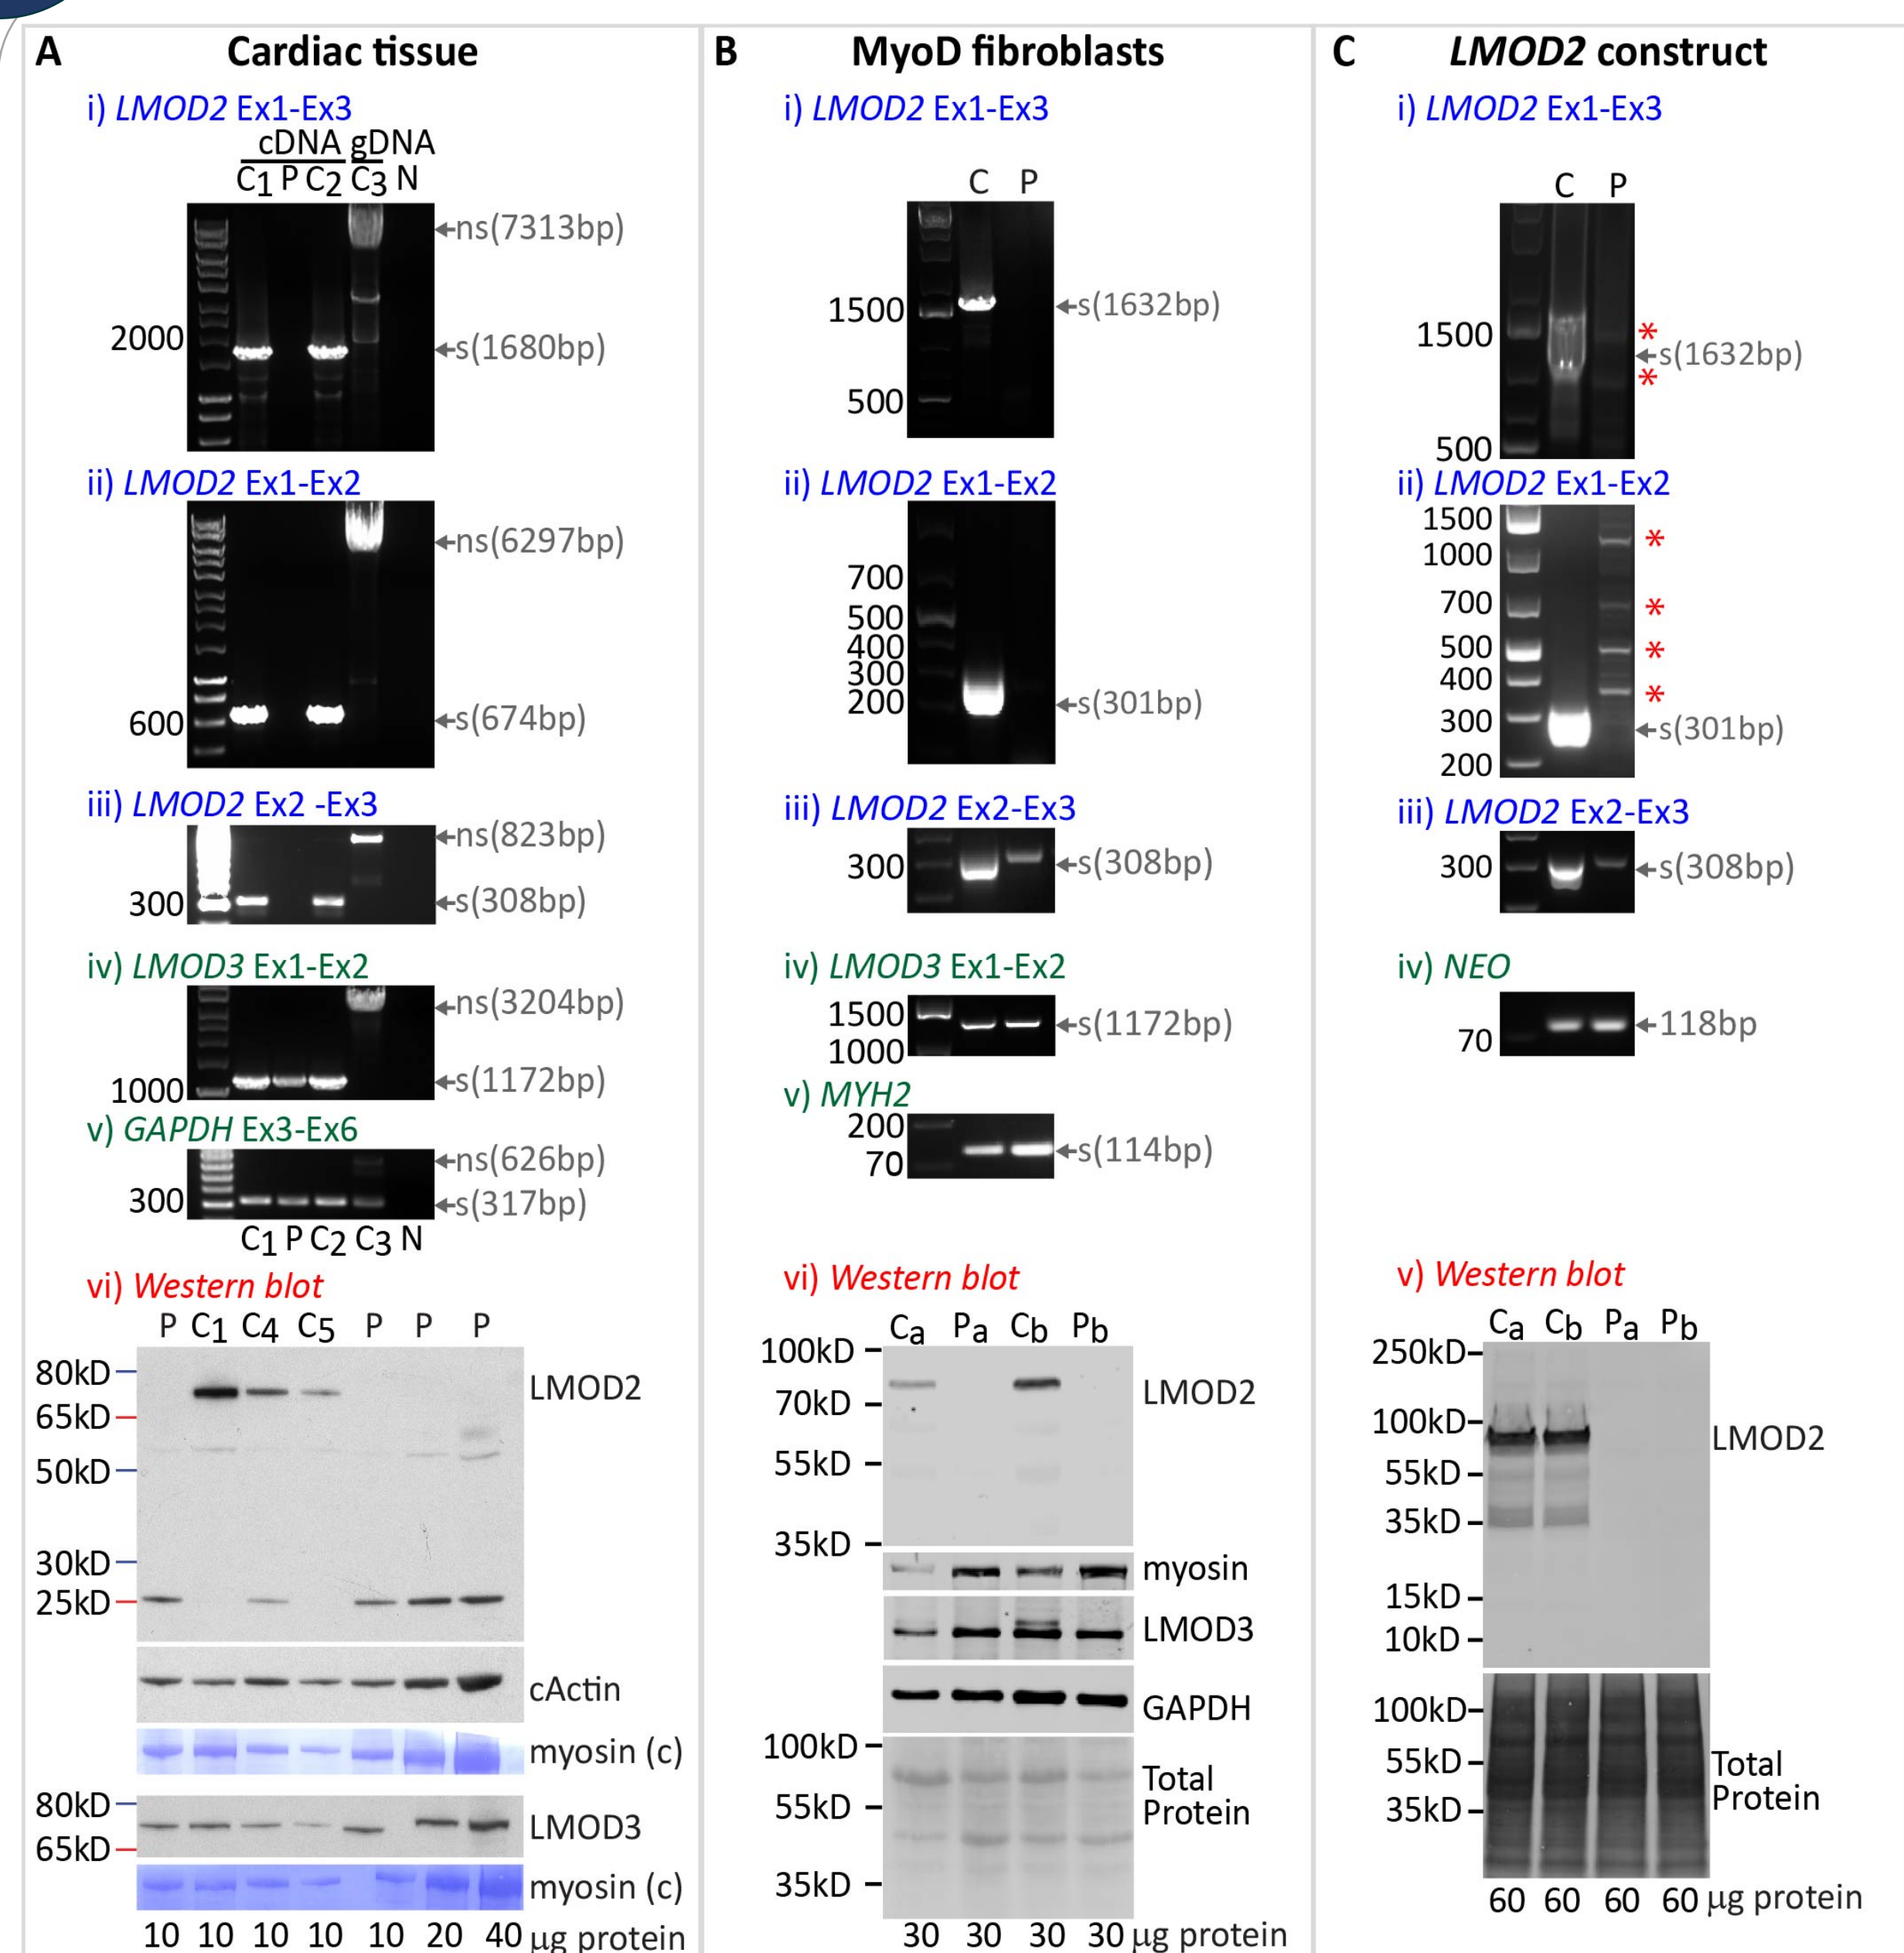 A Cardiac tissue
i) LMOD2 Ex1-Ex3
cDNA gDNA
C1 P C2 C3 N
ns(7313bp)
2000
s(1680bp)
ii) LMOD2 Ex1-Ex2
ns(6297bp)
600
s(674bp)
iii) LMOD2 Ex2 -Ex3
ns(823bp)
300
s(308bp)
iv) LMOD3 Ex1-Ex2
ns(3204bp)
1000
s(1172bp)
v) GAPDH Ex3-Ex6
ns(626bp)
300
s(317bp)
C1 P C2 C3 N
vi) Western blot
P C1 C4 C5 P P P
80kD
LMOD2
65kD
50kD
30kD
25kD
cActin
myosin (c)
80kD
LMOD3
65kD
myosin (c)
10 10 10 10 10 20 40 µg protein
B MyoD fibroblasts
i) LMOD2 Ex1-Ex3
C P
1500
s(1632bp)
500
ii) LMOD2 Ex1-Ex2
700
500
400
300
200
s(301bp)
iii) LMOD2 Ex2-Ex3
300
s(308bp)
iv) LMOD3 Ex1-Ex2
1500
s(1172bp)
1000
v) MYH2
200
s(114bp)
70
vi) Western blot
Ca Pa Cb Pb
100kD
LMOD2
70kD
55kD
35kD
myosin
LMOD3
GAPDH
100kD
Total
Protein
55kD
35kD
30 30 30 30 µg protein
C LMOD2 construct
i) LMOD2 Ex1-Ex3
C P
1500
*
s(1632bp)
*
500
ii) LMOD2 Ex1-Ex2
1500
*
1000
700
*
500
*
400
*
300
s(301bp)
200
iii) LMOD2 Ex2-Ex3
300
s(308bp)
iv) NEO
118bp
70
v) Western blot
Ca Cb Pa Pb
250kD
100kD
LMOD2
55kD
35kD
15kD
10kD
100kD
55kD
Total
Protein
35kD
60 60 60 60 µg protein